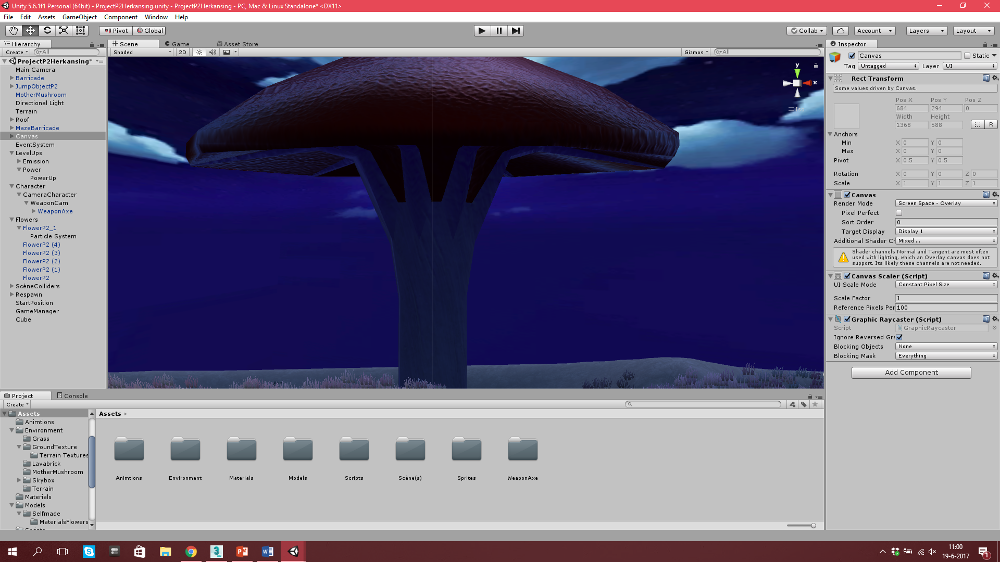 Unity 5.6.1f1 Personal (64bit) - ProjectP2Herkansing.unity - ProjectP2Herkansing - PC, Mac & Linux Standalone* <DX11>
File Edit Assets GameObject Component Window Help
Pivot Global Collab Account Layers Layout
Hierarchy
Create All
ProjectP2Herkansing*
Main Camera
Barricade
JumpObjectP2
MotherMushroom
Directional Light
Terrain
Roof
MazeBarricade
Canvas
EventSystem
LevelUps
Emission
Power
PowerUp
Character
CameraCharacter
WeaponCam
WeaponAxe
Flowers
FlowerP2_1
Particle System
FlowerP2 (4)
FlowerP2 (3)
FlowerP2 (2)
FlowerP2 (1)
FlowerP2
ScèneColliders
Respawn
StartPosition
GameManager
Cube
Scene Game Asset Store
Shaded 2D Gizmos All
y
x
Iso
Inspector
Canvas Static
Tag Untagged Layer UI
Rect Transform
Some values driven by Canvas.
Pos X Pos Y Pos Z
684 294 0
Width Height
1368 588 R
Anchors
Min X 0 Y 0
Max X 0 Y 0
Pivot X 0.5 Y 0.5
Rotation X 0 Y 0 Z 0
Scale X 1 Y 1 Z 1
Canvas
Render Mode Screen Space - Overlay
Pixel Perfect
Sort Order 0
Target Display Display 1
Additional Shader Ch Mixed ...
Shader channels Normal and Tangent are most often
used with lighting, which an Overlay canvas does not
support. Its likely these channels are not needed.
Canvas Scaler (Script)
UI Scale Mode Constant Pixel Size
Scale Factor 1
Reference Pixels Per 100
Graphic Raycaster (Script)
Script GraphicRaycaster
Ignore Reversed Gra
Blocking Objects None
Blocking Mask Everything
Add Component
Project Console
Create
Assets
Animtions
Environment
Grass
GroundTexture
Terrain Textures
Lavabrick
MotherMushroom
Skybox
Terrain
Materials
Models
Selfmade
MaterialsFlowers
Scripts
Assets
Animtions Environment Materials Models Scripts Scène(s) Sprites WeaponAxe
11:00
19-6-2017
1